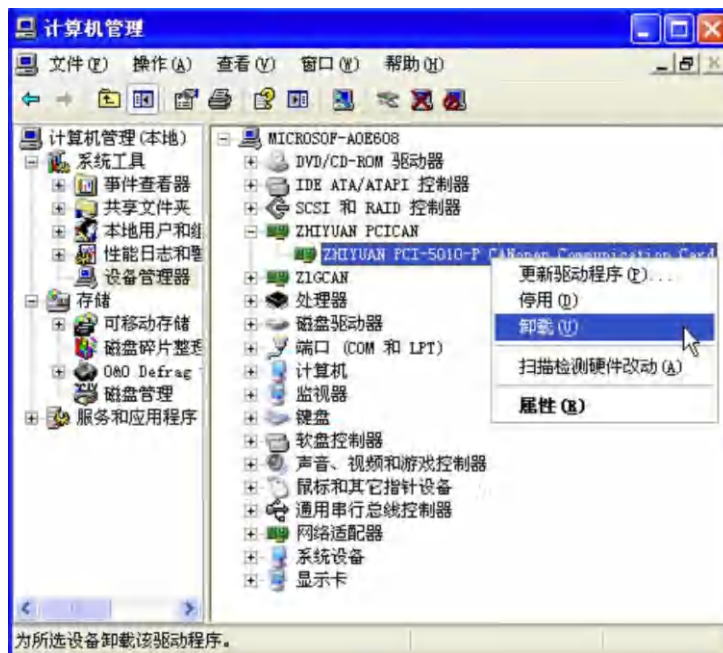 计算机管理
文件(F) 操作(A) 查看(V) 窗口(W) 帮助(H)
计算机管理(本地)
系统工具
事件查看器
共享文件夹
本地用户和组
性能日志和警
设备管理器
存储
可移动存储
磁盘碎片整理
O&O Defrag
磁盘管理
服务和应用程序
MICROSOF-A0E608
DVD/CD-ROM 驱动器
IDE ATA/ATAPI 控制器
SCSI 和 RAID 控制器
ZHIYUAN PCICAN
ZHIYUAN PCI-5010-P CANopen Communication Card
ZIGCAN
处理器
磁盘驱动器
端口 (COM 和 LPT)
计算机
监视器
键盘
软盘控制器
声音、视频和游戏控制器
鼠标和其它指针设备
通用串行总线控制器
网络适配器
系统设备
显示卡
更新驱动程序(P)...
停用(D)
卸载(U)
扫描检测硬件改动(A)
属性(R)
为所选设备卸载该驱动程序。